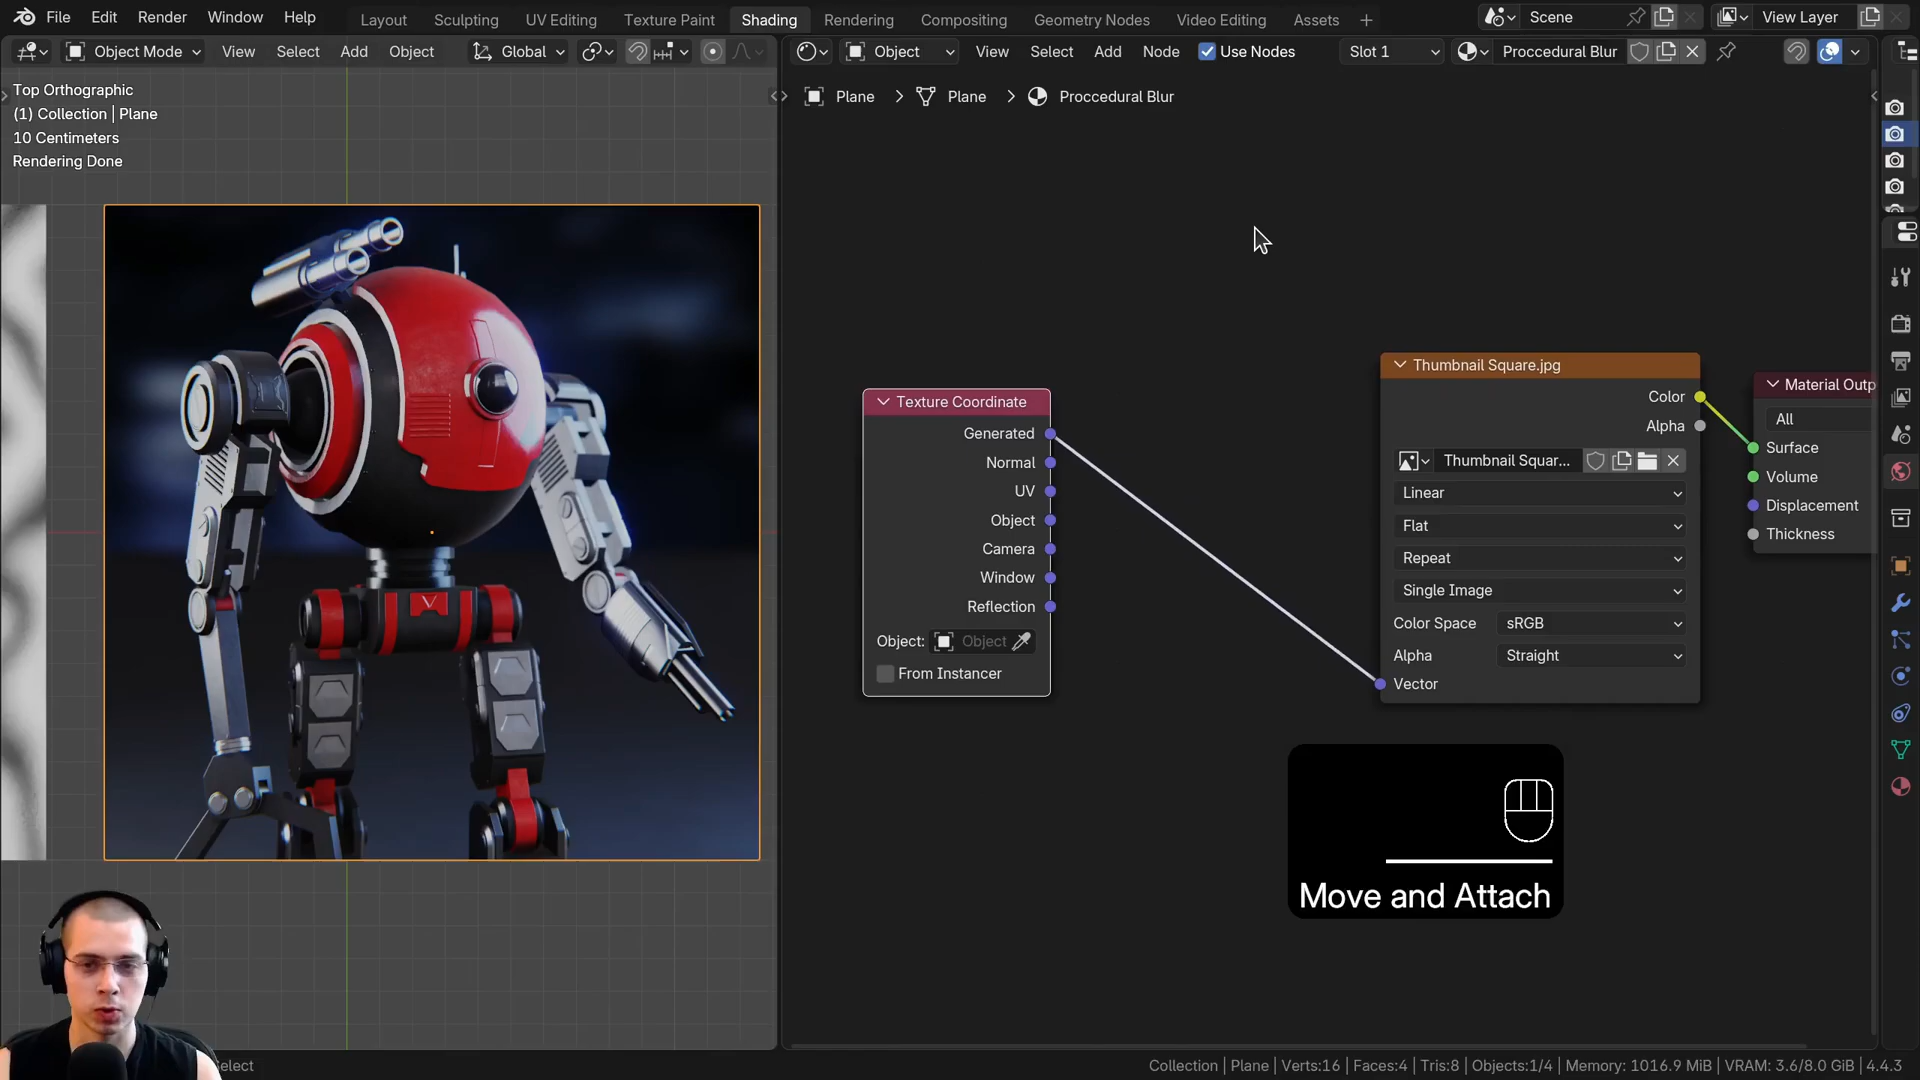 File Edit Render Window Help Layout Sculpting UV Editing Texture Paint Shading Rendering Compositing Geometry Nodes Video Editing Assets + Scene View Layer
Object Mode View Select Add Object Global Object View Select Add Node Use Nodes Slot 1 Proccedural Blur
Top Orthographic
(1) Collection | Plane
10 Centimeters
Rendering Done
Plane > Plane > Proccedural Blur
Texture Coordinate
Generated
Normal
UV
Object
Camera
Window
Reflection
Object: Object
From Instancer
Thumbnail Square.jpg
Color
Alpha
Thumbnail Squar...
Linear
Flat
Repeat
Single Image
Color Space sRGB
Alpha Straight
Vector
Material Outp
All
Surface
Volume
Displacement
Thickness
Move and Attach
Select
Collection | Plane | Verts:16 | Faces:4 | Tris:8 | Objects:1/4 | Memory: 1016.9 MiB | VRAM: 3.6/8.0 GiB | 4.4.3